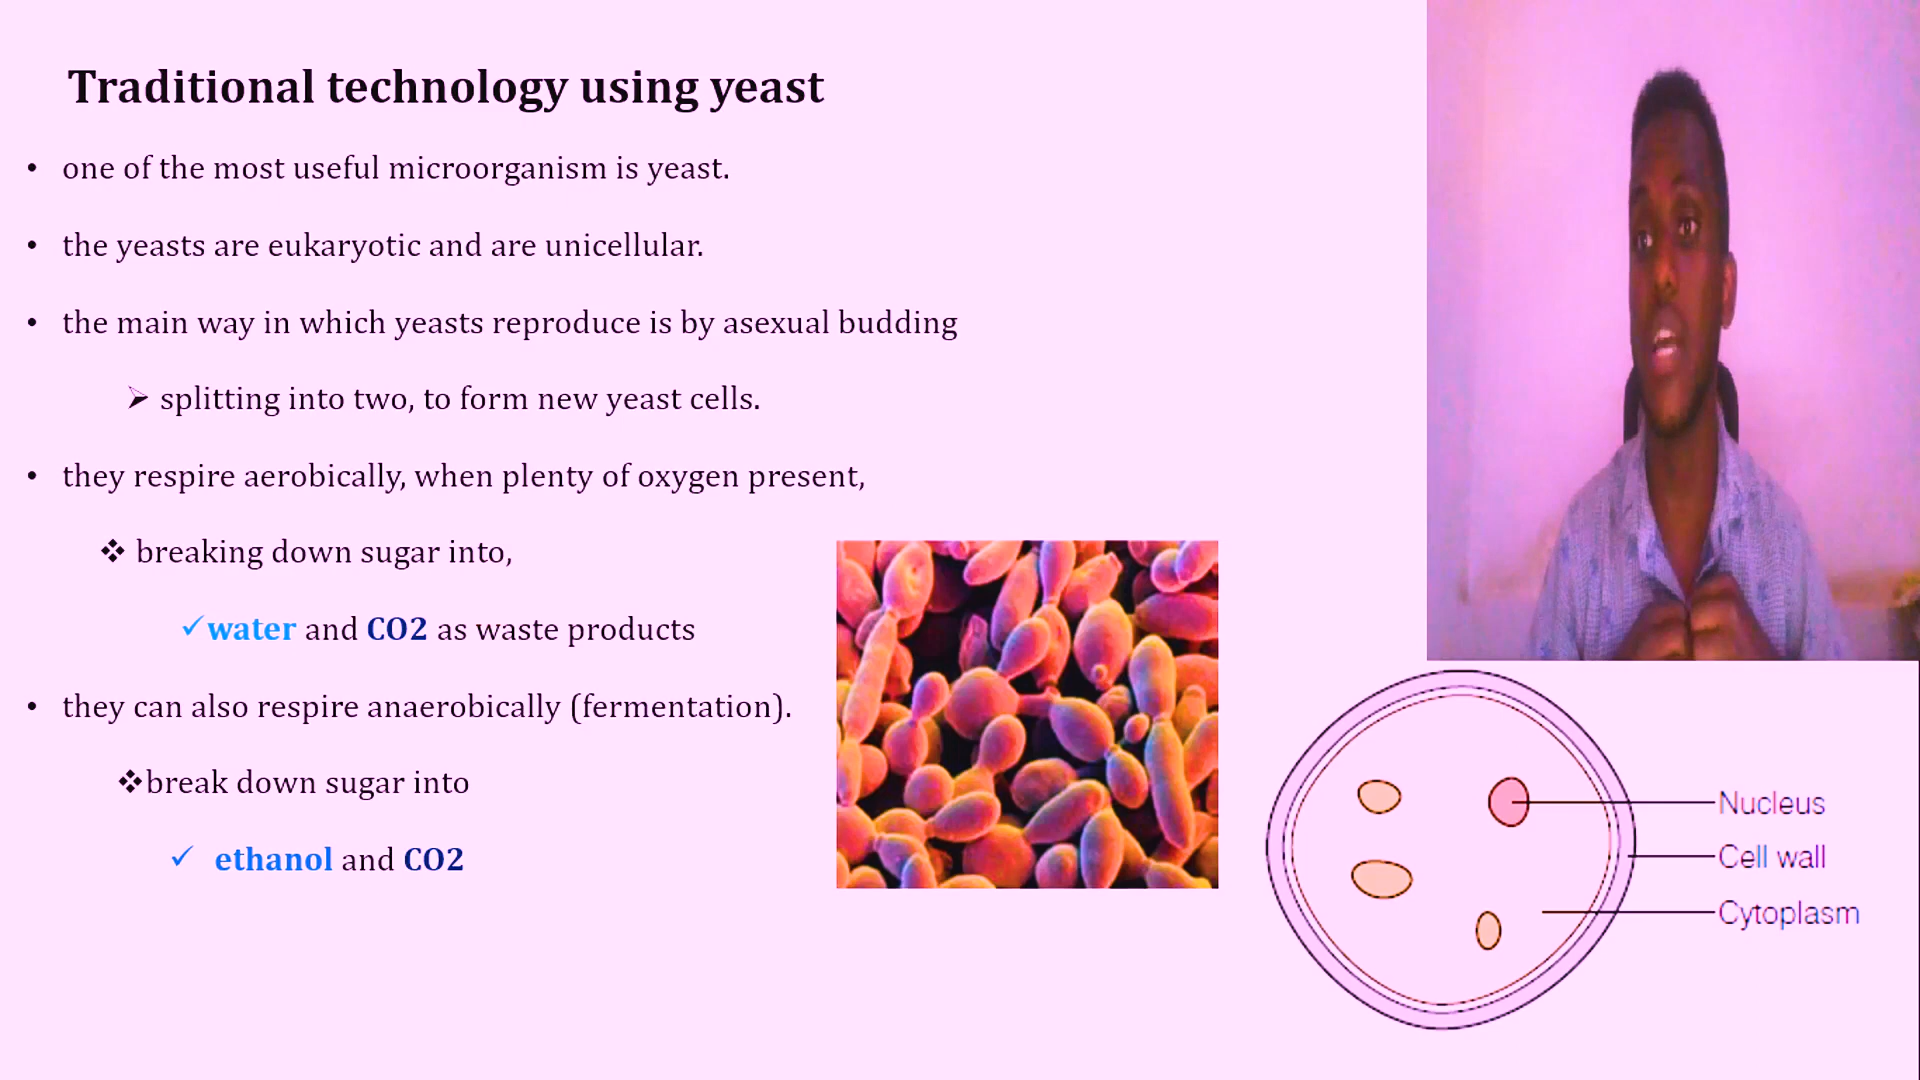 Traditional technology using yeast
• one of the most useful microorganism is yeast.
• the yeasts are eukaryotic and are unicellular.
• the main way in which yeasts reproduce is by asexual budding
➢ splitting into two, to form new yeast cells.
• they respire aerobically, when plenty of oxygen present,
❖ breaking down sugar into,
✓water and CO2 as waste products
• they can also respire anaerobically (fermentation).
❖break down sugar into
✓ ethanol and CO2
Nucleus
Cell wall
Cytoplasm